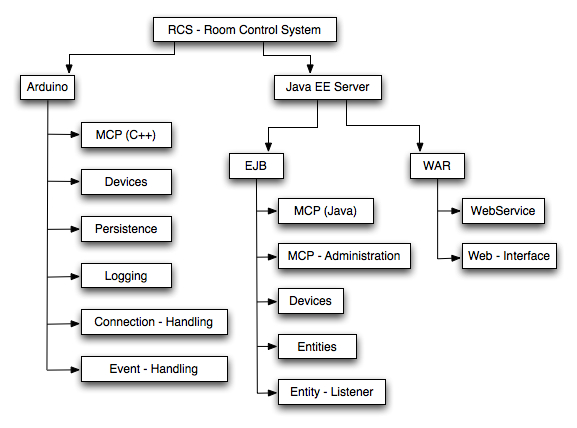 RCS - Room Control System
Arduino
MCP (C++)
Devices
Persistence
Logging
Connection - Handling
Event - Handling
Java EE Server
EJB
MCP (Java)
MCP - Administration
Devices
Entities
Entity - Listener
WAR
WebService
Web - Interface